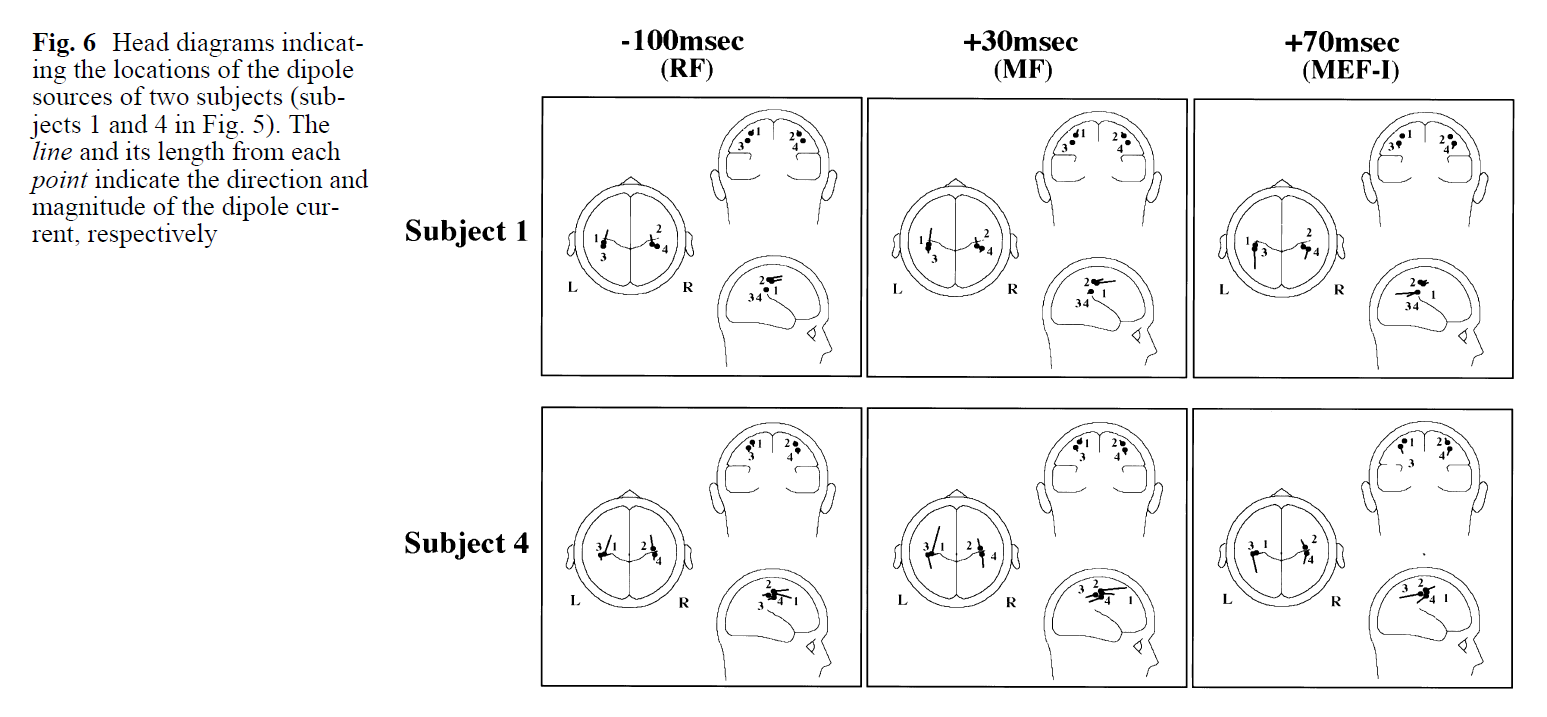 Fig. 6 Head diagrams indicat-
ing the locations of the dipole
sources of two subjects (sub-
jects 1 and 4 in Fig. 5). The
line and its length from each
point indicate the direction and
magnitude of the dipole cur-
rent, respectively
-100msec
(RF)
+30msec
(MF)
+70msec
(MEF-I)
Subject 1
1 2
3 4
1 2
3 4
L R
2
1
34
1 2
3 4
1 2
3 4
L R
2
1
34
1 2
3 4
1 2
3 4
L R
2
1
34
Subject 4
1 2
3 4
3 1 2
4
L R
2
3 4 1
1 2
3 4
3 1 2
4
L R
3 2
4 1
1 2
3 4
3 1 2
4
L R
3 2
4 1